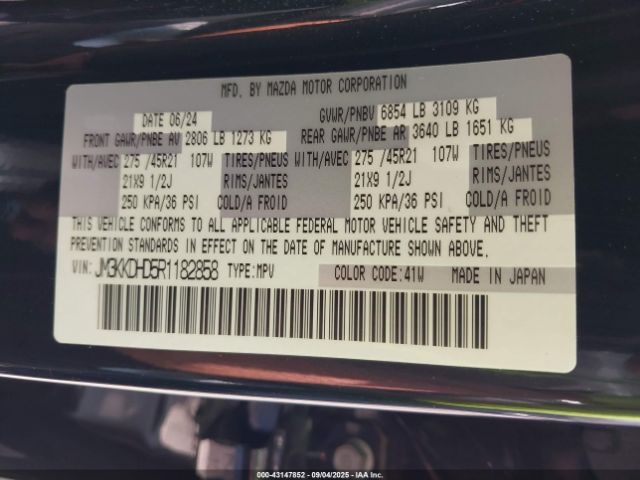 MFD. BY MAZDA MOTOR CORPORATION
DATE 06/24 GVWR/PNBV 6854 LB 3109 KG
FRONT GAWR/PNBE AV 2806 LB 1273 KG REAR GAWR/PNBE AR 3640 LB 1651 KG
WITH/AVEC 275 /45R21 107W TIRES/PNEUS WITH/AVEC 275 /45R21 107W TIRES/PNEUS
21X9 1/2J RIMS/JANTES 21X9 1/2J RIMS/JANTES
250 KPA/36 PSI COLD/A FROID 250 KPA/36 PSI COLD/A FROID
THIS VEHICLE CONFORMS TO ALL APPLICABLE FEDERAL MOTOR VEHICLE SAFETY AND THEFT
PREVENTION STANDARDS IN EFFECT ON THE DATE OF MANUFACTURE SHOWN ABOVE.
VIN: JM3KKDHD5R1182858 TYPE:MPV COLOR CODE:41W MADE IN JAPAN
000-43147852 - 09/04/2025 - IAAI Inc.